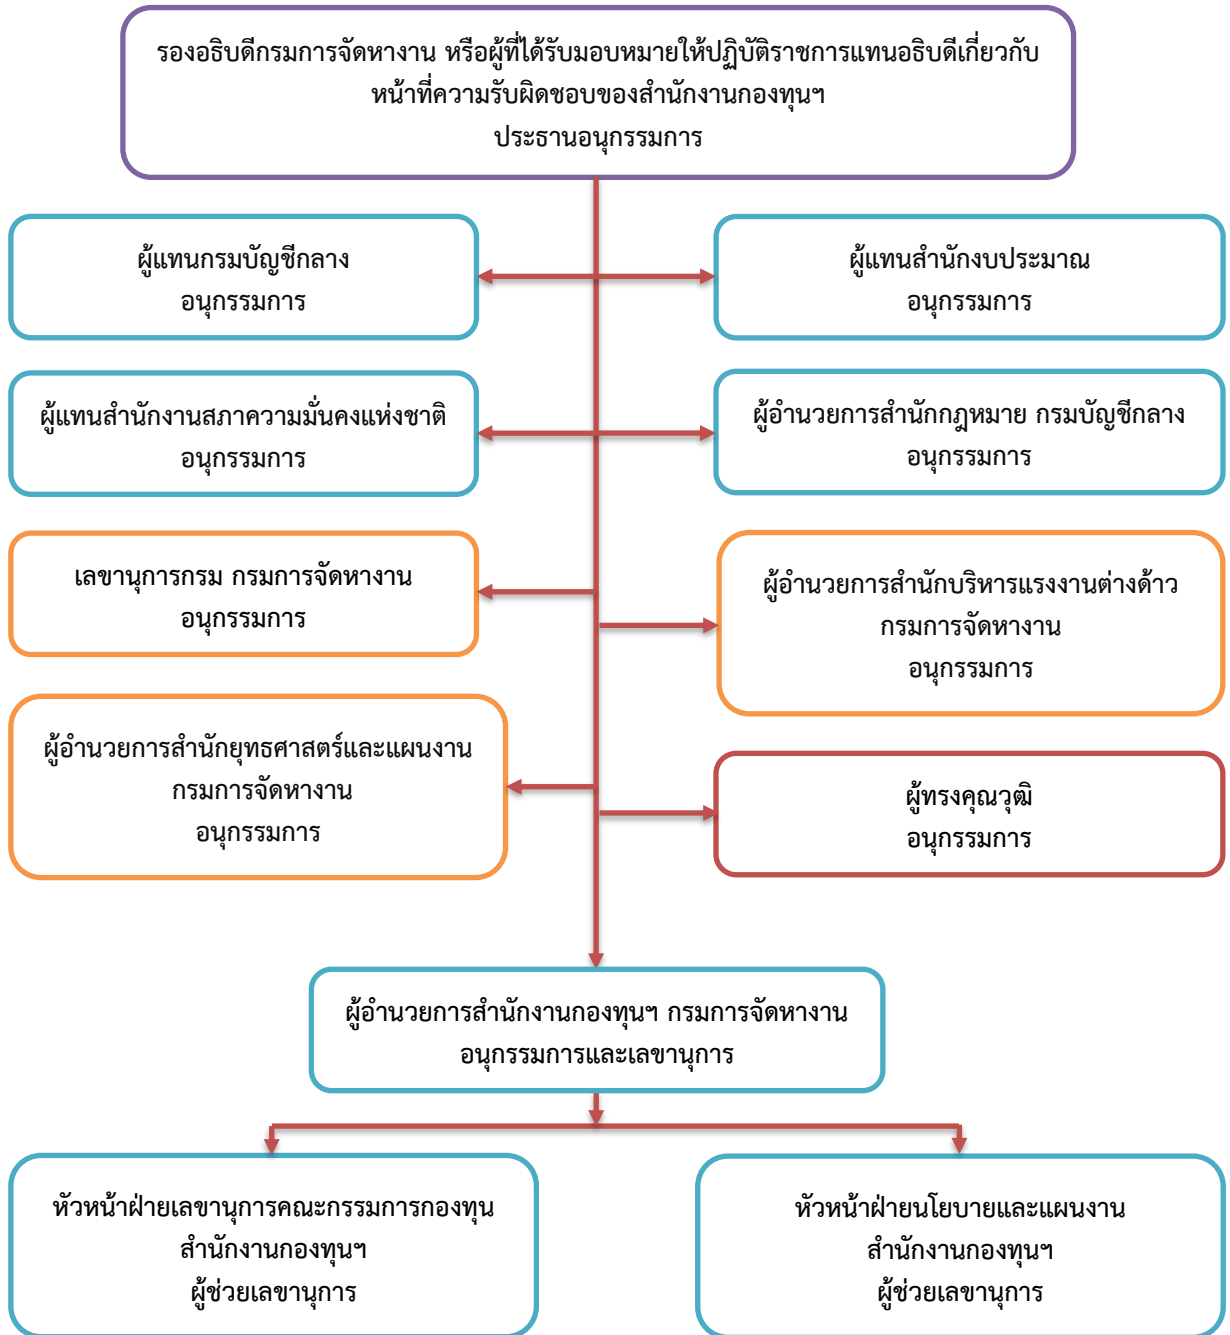 รองอธิบดีกรมการจัดหางาน หรือผู้ที่ได้รับมอบหมายให้ปฏิบัติราชการแทนอธิบดีเกี่ยวกับ
หน้าที่ความรับผิดชอบของสำนักงานกองทุนฯ
ประธานอนุกรรมการ
ผู้แทนกรมบัญชีกลาง
อนุกรรมการ
ผู้แทนสำนักงบประมาณ
อนุกรรมการ
ผู้แทนสำนักงานสภาความมั่นคงแห่งชาติ
อนุกรรมการ
ผู้อำนวยการสำนักกฎหมาย กรมบัญชีกลาง
อนุกรรมการ
เลขานุการกรม กรมการจัดหางาน
อนุกรรมการ
ผู้อำนวยการสำนักบริหารแรงงานต่างด้าว
กรมการจัดหางาน
อนุกรรมการ
ผู้อำนวยการสำนักยุทธศาสตร์และแผนงาน
กรมการจัดหางาน
อนุกรรมการ
ผู้ทรงคุณวุฒิ
อนุกรรมการ
ผู้อำนวยการสำนักงานกองทุนฯ กรมการจัดหางาน
อนุกรรมการและเลขานุการ
หัวหน้าฝ่ายเลขานุการคณะกรรมการกองทุน
สำนักงานกองทุนฯ
ผู้ช่วยเลขานุการ
หัวหน้าฝ่ายนโยบายและแผนงาน
สำนักงานกองทุนฯ
ผู้ช่วยเลขานุการ